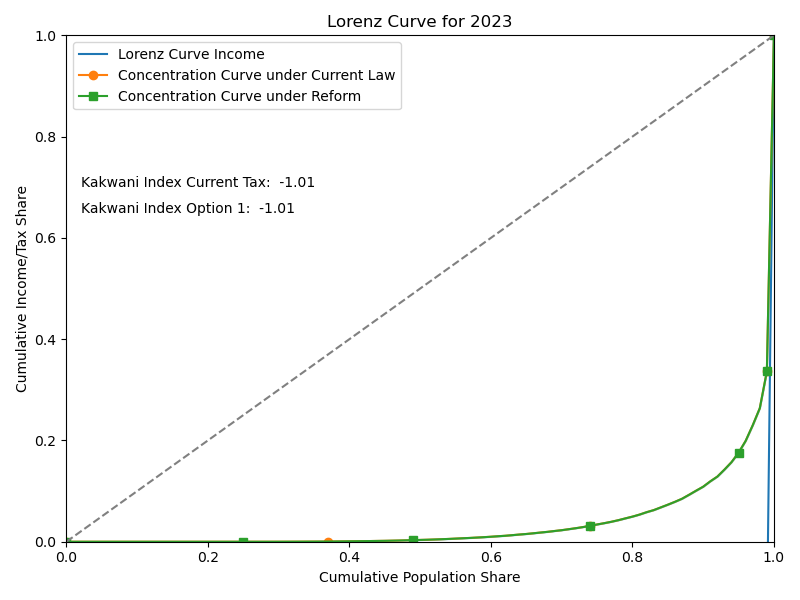 Lorenz Curve for 2023
Lorenz Curve Income
Concentration Curve under Current Law
Concentration Curve under Reform
Kakwani Index Current Tax:  -1.01
Kakwani Index Option 1:  -1.01
Cumulative Income/Tax Share
1.0
0.8
0.6
0.4
0.2
0.0
0.0 0.2 0.4 0.6 0.8 1.0
Cumulative Population Share